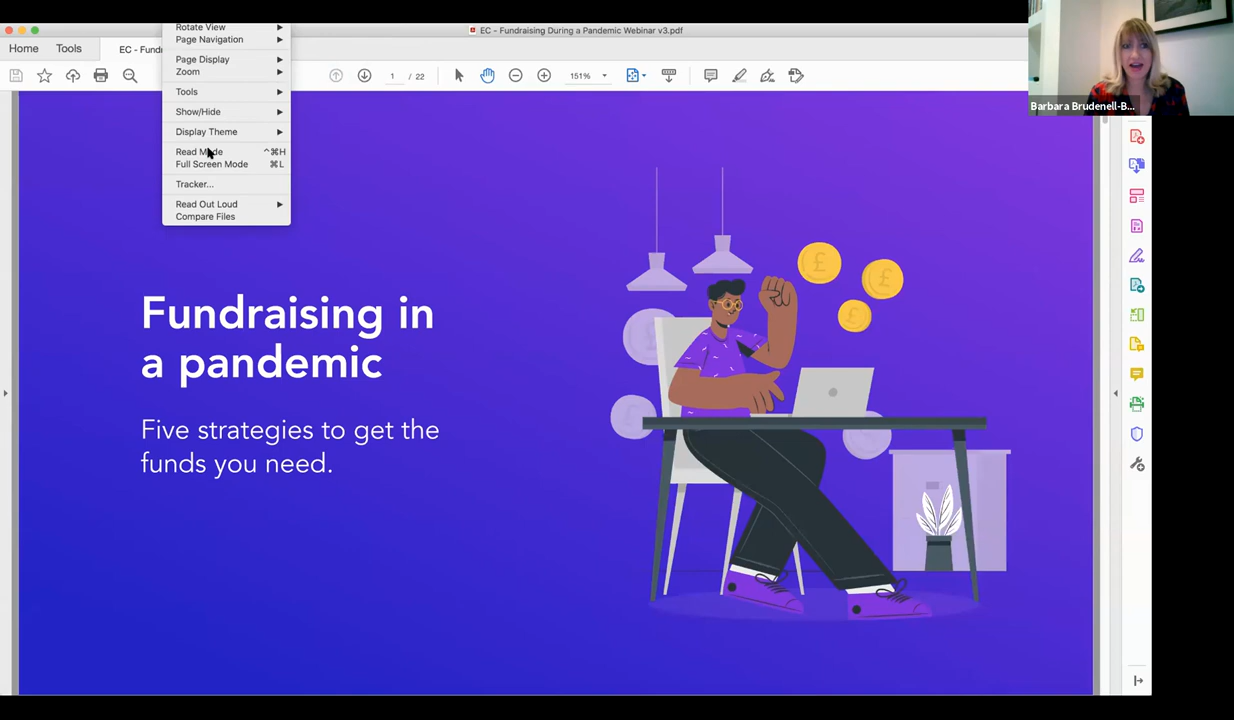 Rotate View
EC - Fundraising During a Pandemic Webinar v3.pdf
Page Navigation
Home
Tools
EC - Fundr
Page Display
Zoom
1 / 22
151%
Tools
Barbara Brudenell-B...
Show/Hide
Display Theme
Read Mode ^⌘H
Full Screen Mode ⌘L
Tracker...
Read Out Loud
Compare Files
Fundraising in
a pandemic
Five strategies to get the
funds you need.
£
£
£
£